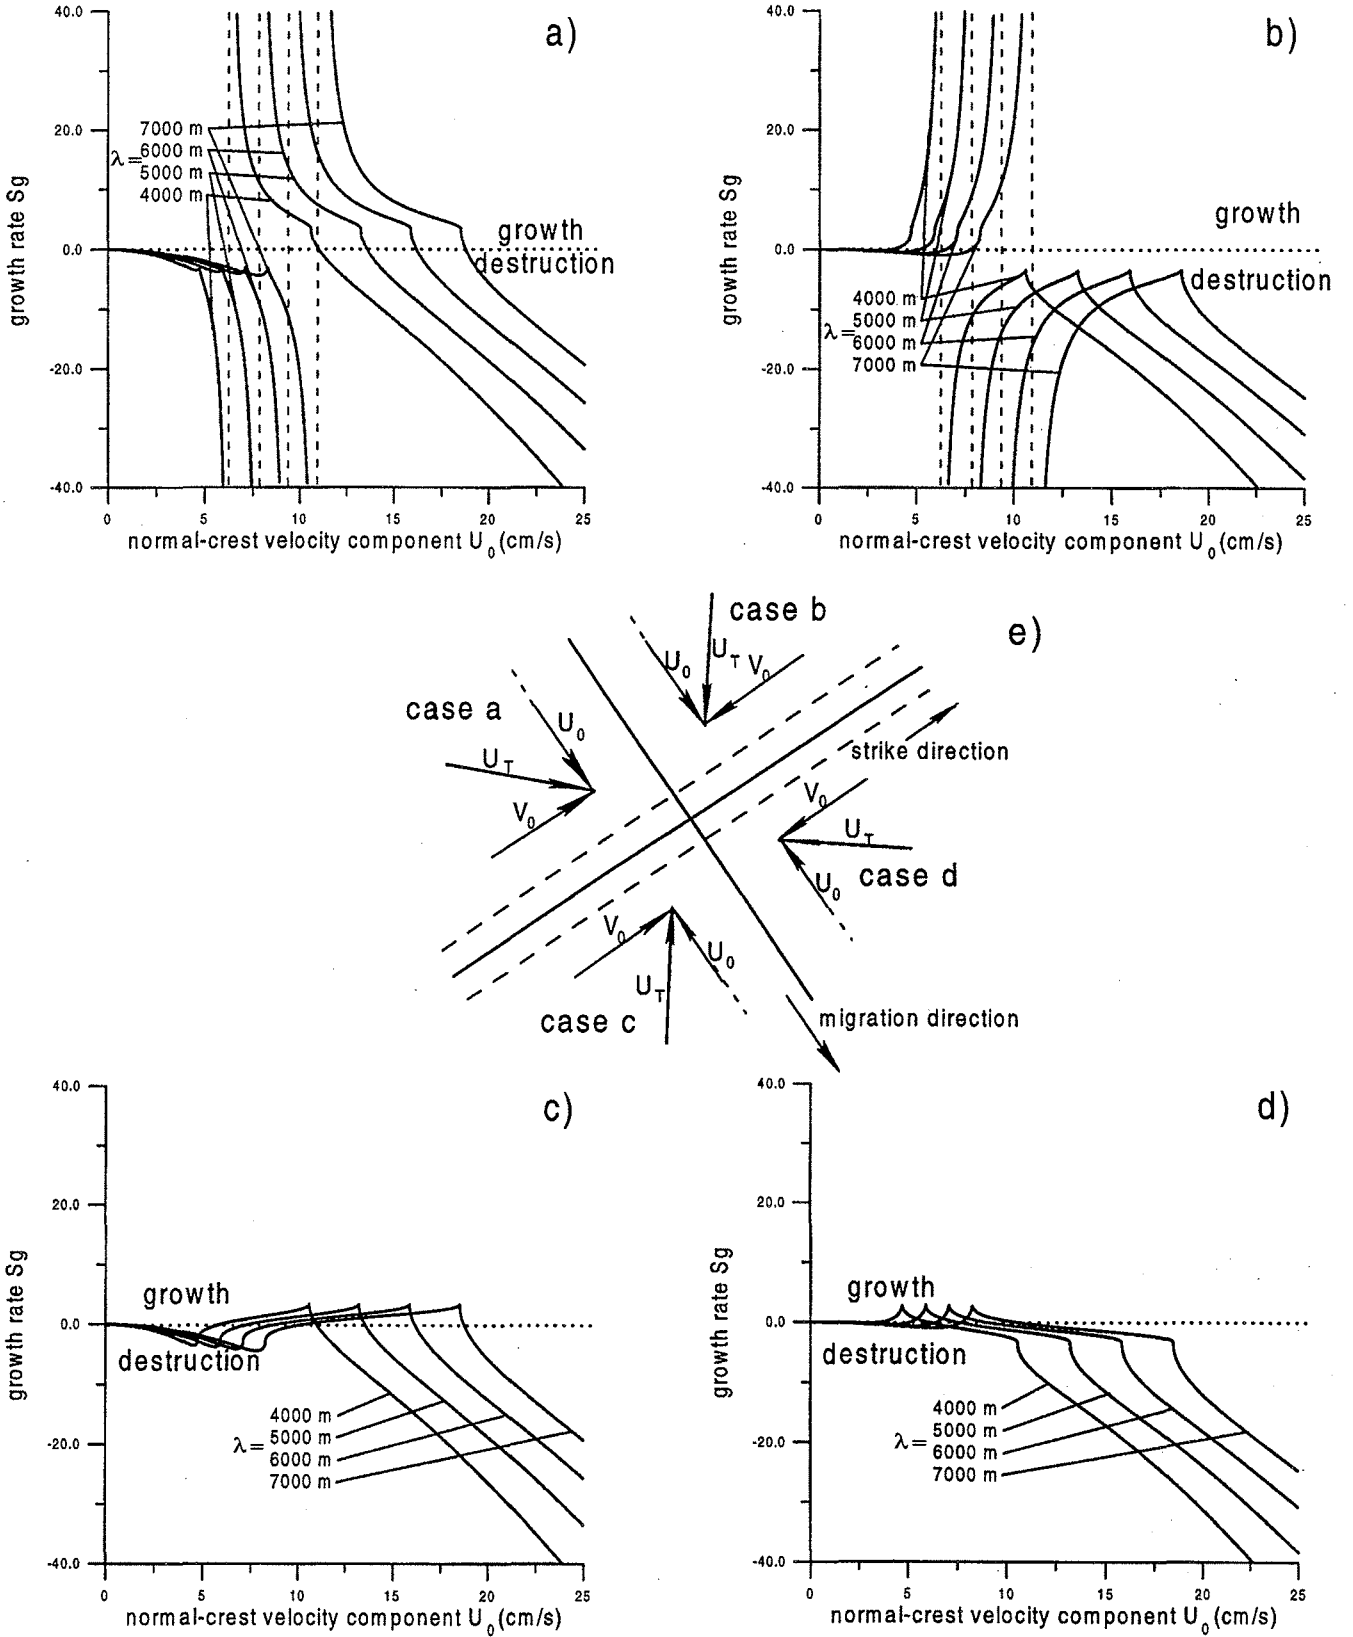 a)
40.0
20.0
0.0
-20.0
-40.0
growth rate Sg
λ=
7000 m
6000 m
5000 m
4000 m
growth
destruction
0 5 10 15 20 25
normal-crest velocity component U0 (cm/s)
b)
40.0
20.0
0.0
-20.0
-40.0
growth rate Sg
growth
destruction
λ=
4000 m
5000 m
6000 m
7000 m
0 5 10 15 20 25
normal-crest velocity component U0 (cm/s)
e)
case b
U0 UT V0
case a
U0
UT
V0
strike direction
V0
UT
U0 case d
V0
U0
UT
case c
migration direction
c)
40.0
20.0
0.0
-20.0
-40.0
growth rate Sg
growth
destruction
λ=
4000 m
5000 m
6000 m
7000 m
0 5 10 15 20 25
normal-crest velocity component U0 (cm/s)
d)
40.0
20.0
0.0
-20.0
-40.0
growth rate Sg
growth
destruction
λ=
4000 m
5000 m
6000 m
7000 m
0 5 10 15 20 25
normal-crest velocity component U0 (cm/s)